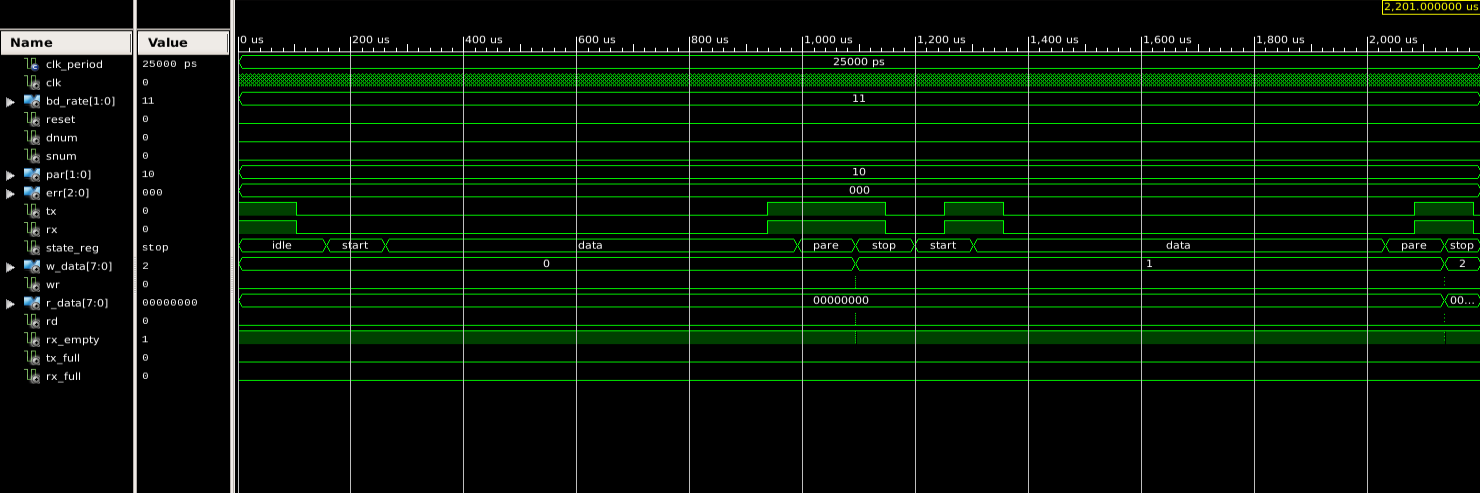 2,201.000000 us
Name Value 0 us 200 us 400 us 600 us 800 us 1,000 us 1,200 us 1,400 us 1,600 us 1,800 us 2,000 us
clk_period 25000 ps 25000 ps
clk 0
bd_rate[1:0] 11 11
reset 0
dnum 0
snum 0
par[1:0] 10 10
err[2:0] 000 000
tx 0
rx 0
state_reg stop idle start data pare stop start data pare stop
w_data[7:0] 2 0 1 2
wr 0
r_data[7:0] 00000000 00000000 00...
rd 0
rx_empty 1
tx_full 0
rx_full 0